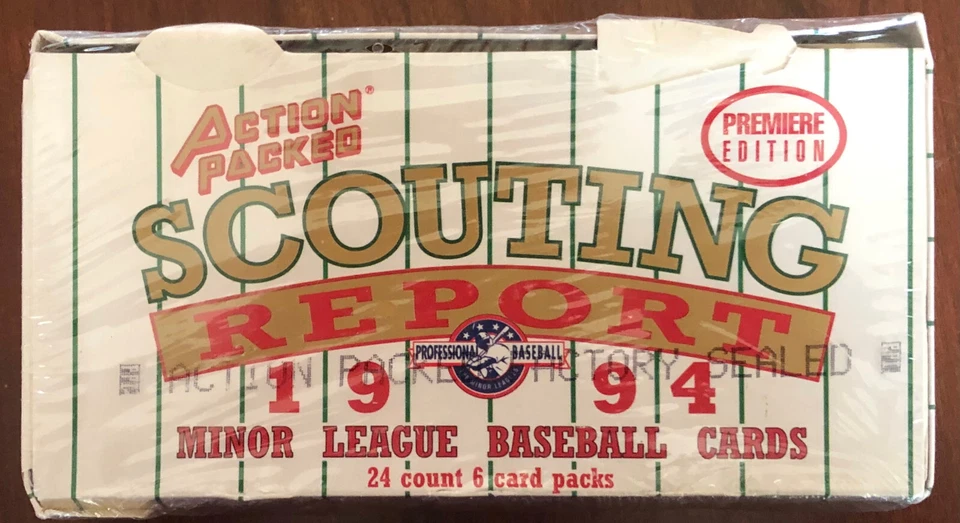 ACTION PACKED®
PREMIERE EDITION
SCOUTING
REPORT
PROFESSIONAL BASEBALL
ACTION PACKED FACTORY SEALED
1994
MINOR LEAGUE BASEBALL CARDS
24 count 6 card packs